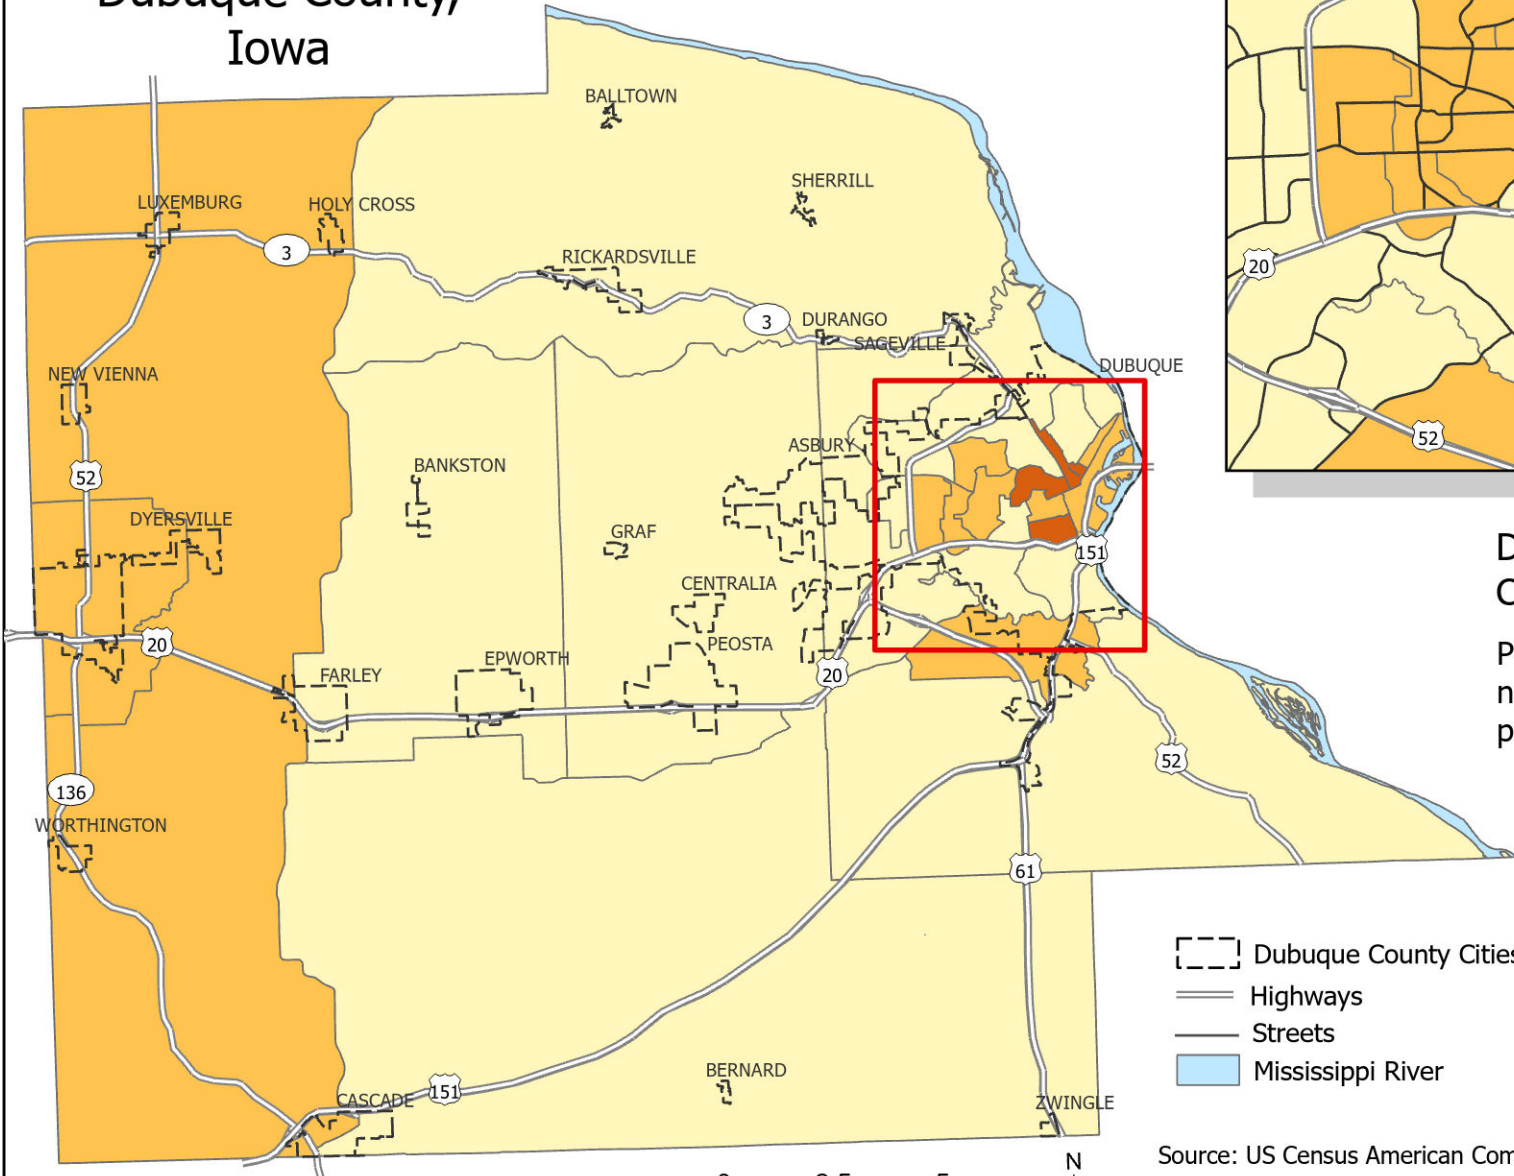 Dubuque County,
Iowa
BALLTOWN
SHERRILL
LUXEMBURG
HOLY CROSS
3
RICKARDSVILLE
20
3
DURANGO
SAGEVILLE
DUBUQUE
NEW VIENNA
52
ASBURY
BANKSTON
52
DYERSVILLE
GRAF
151
CENTRALIA
20
PEOSTA
EPWORTH
FARLEY
20
52
136
WORTHINGTON
61
Dubuque County Cities
Highways
Streets
Mississippi River
BERNARD
151
CASCADE
ZWINGLE
N
Source: US Census American Com